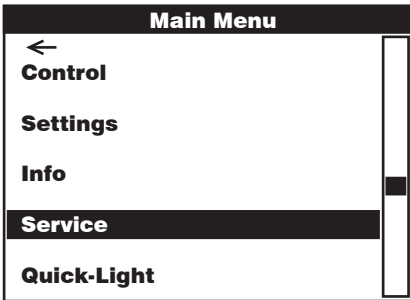 Main Menu
←
Control
Settings
Info
Service
Quick-Light